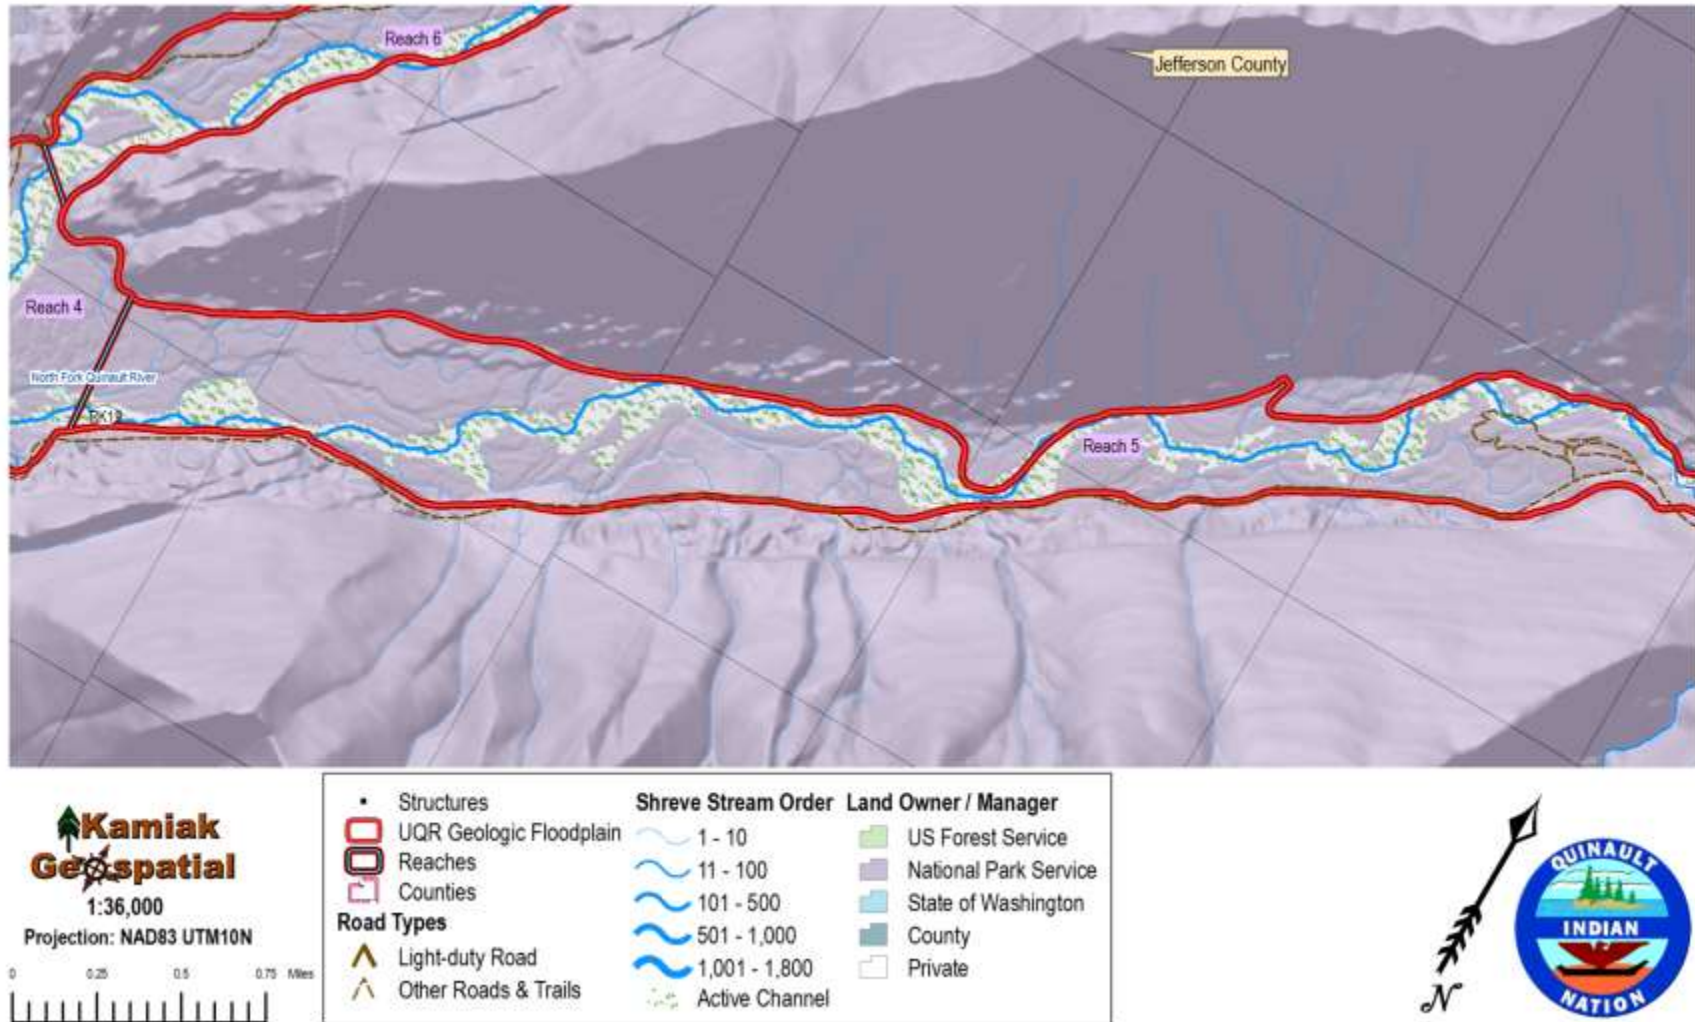 Reach 6
Jefferson County
Reach 4
North Fork Quinault River
Reach 5
Kamiak
Geospatial
1:36,000
Projection: NAD83 UTM10N
0 0.25 0.5 0.75 Miles
Structures
UQR Geologic Floodplain
Reaches
Counties
Road Types
Light-duty Road
Other Roads & Trails
Shreve Stream Order
1 - 10
11 - 100
101 - 500
501 - 1,000
1,001 - 1,800
Active Channel
Land Owner / Manager
US Forest Service
National Park Service
State of Washington
County
Private
N
QUINAULT
INDIAN
NATION